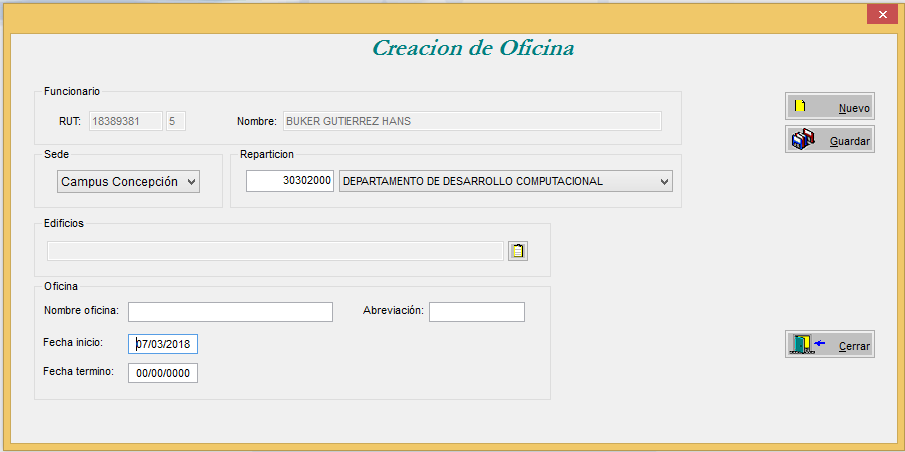 Creacion de Oficina
Funcionario
RUT: 18389381 5 Nombre: BUKER GUTIERREZ HANS
Nuevo
Guardar
Sede
Campus Concepción
Reparticion
30302000 DEPARTAMENTO DE DESARROLLO COMPUTACIONAL
Edificios
Oficina
Nombre oficina: Abreviación:
Fecha inicio: 07/03/2018
Fecha termino: 00/00/0000
Cerrar